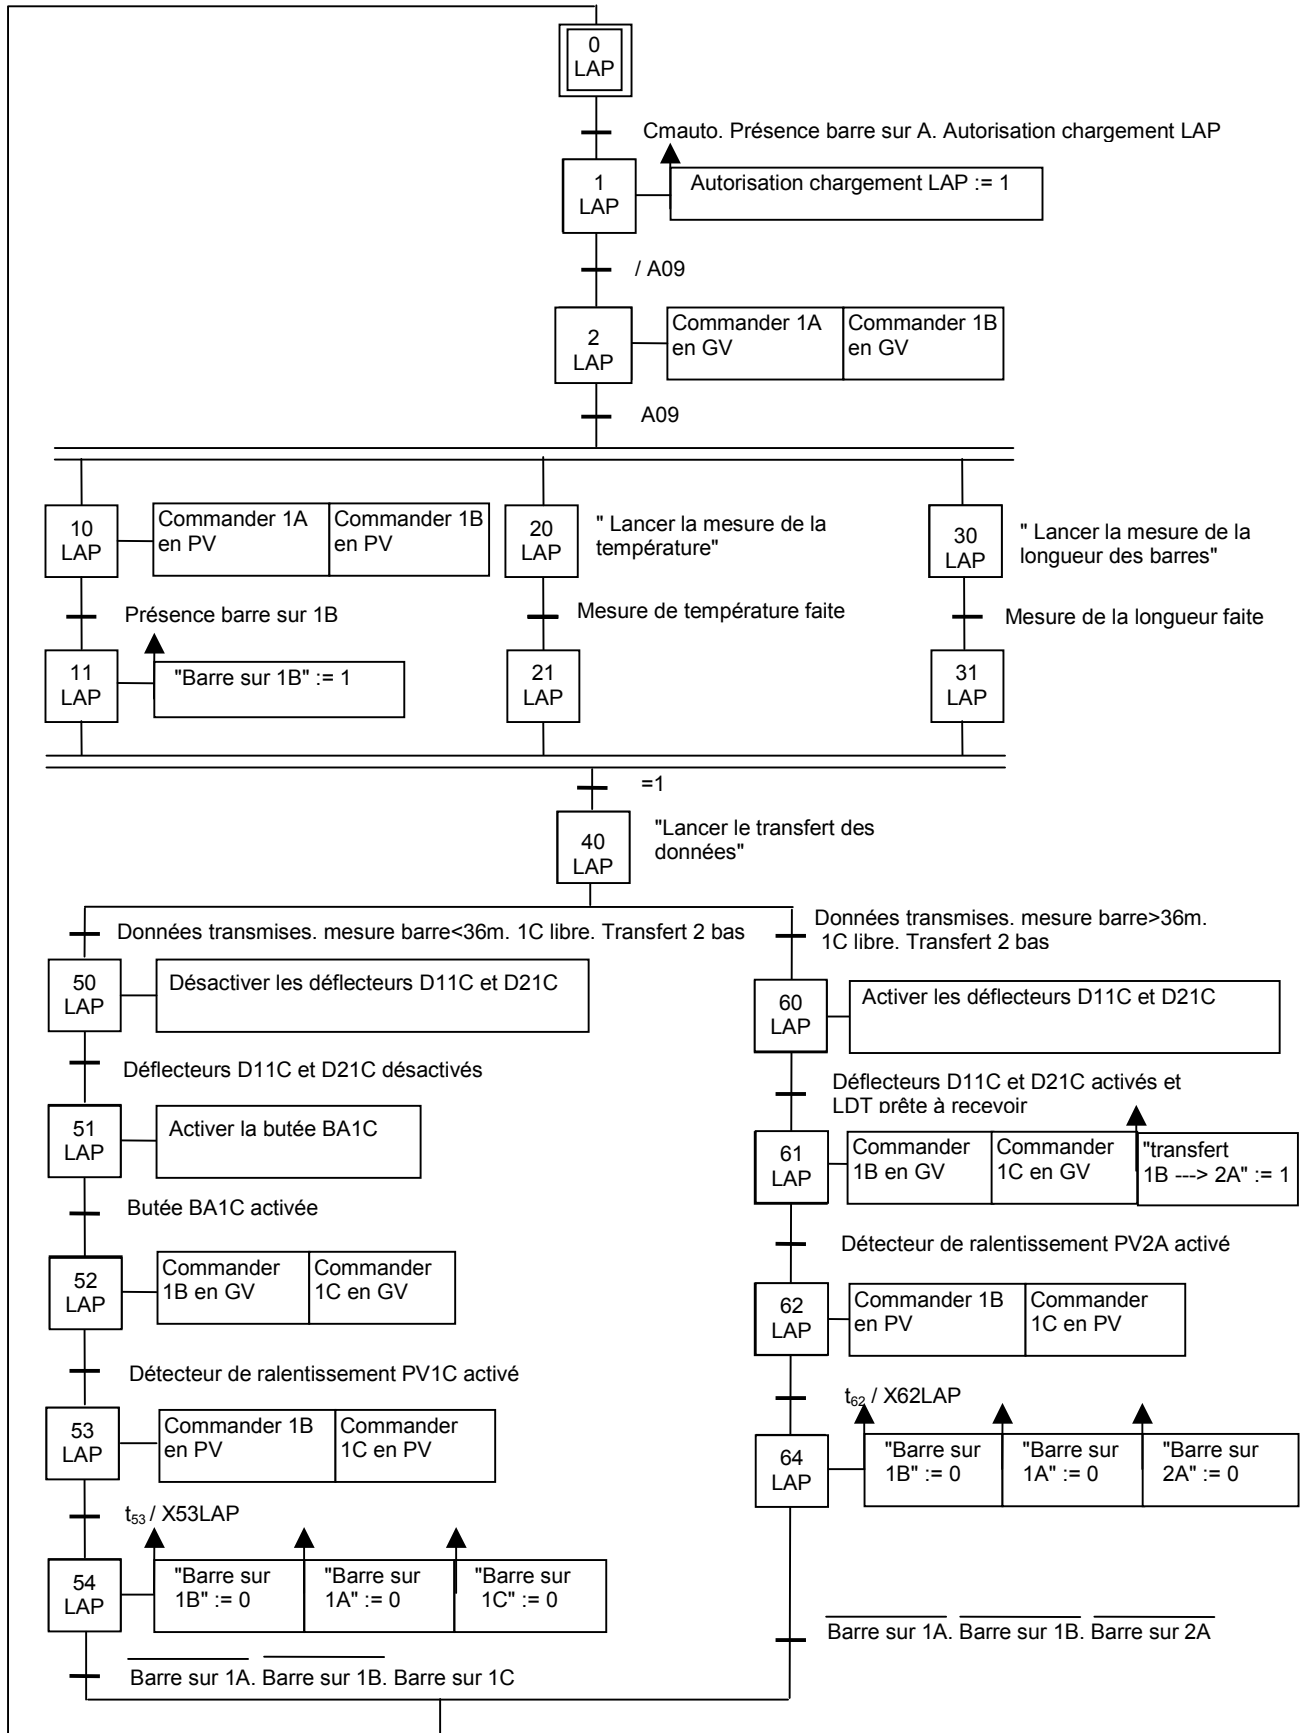 0
LAP
Cmauto. Présence barre sur A. Autorisation chargement LAP
1
LAP
Autorisation chargement LAP := 1
/ A09
2
LAP
Commander 1A
en GV
Commander 1B
en GV
A09
10
LAP
Commander 1A
en PV
Commander 1B
en PV
20
LAP
" Lancer la mesure de la
température"
30
LAP
" Lancer la mesure de la
longueur des barres"
Présence barre sur 1B
Mesure de température faite
Mesure de la longueur faite
11
LAP
"Barre sur 1B" := 1
21
LAP
31
LAP
=1
40
LAP
"Lancer le transfert des
données"
Données transmises. mesure barre<36m. 1C libre. Transfert 2 bas
50
LAP
Désactiver les déflecteurs D11C et D21C
Déflecteurs D11C et D21C désactivés
51
LAP
Activer la butée BA1C
Butée BA1C activée
52
LAP
Commander
1B en GV
Commander
1C en GV
Détecteur de ralentissement PV1C activé
53
LAP
Commander 1B
en PV
Commander
1C en PV
t53 / X53LAP
54
LAP
"Barre sur
1B" := 0
"Barre sur
1A" := 0
"Barre sur
1C" := 0
Barre sur 1A. Barre sur 1B. Barre sur 1C
Données transmises. mesure barre>36m.
1C libre. Transfert 2 bas
60
LAP
Activer les déflecteurs D11C et D21C
Déflecteurs D11C et D21C activés et
LDT prête à recevoir
61
LAP
Commander
1B en GV
Commander
1C en GV
"transfert
1B ---> 2A" := 1
Détecteur de ralentissement PV2A activé
62
LAP
Commander 1B
en PV
Commander
1C en PV
t62 / X62LAP
64
LAP
"Barre sur
1B" := 0
"Barre sur
1A" := 0
"Barre sur
2A" := 0
Barre sur 1A. Barre sur 1B. Barre sur 2A